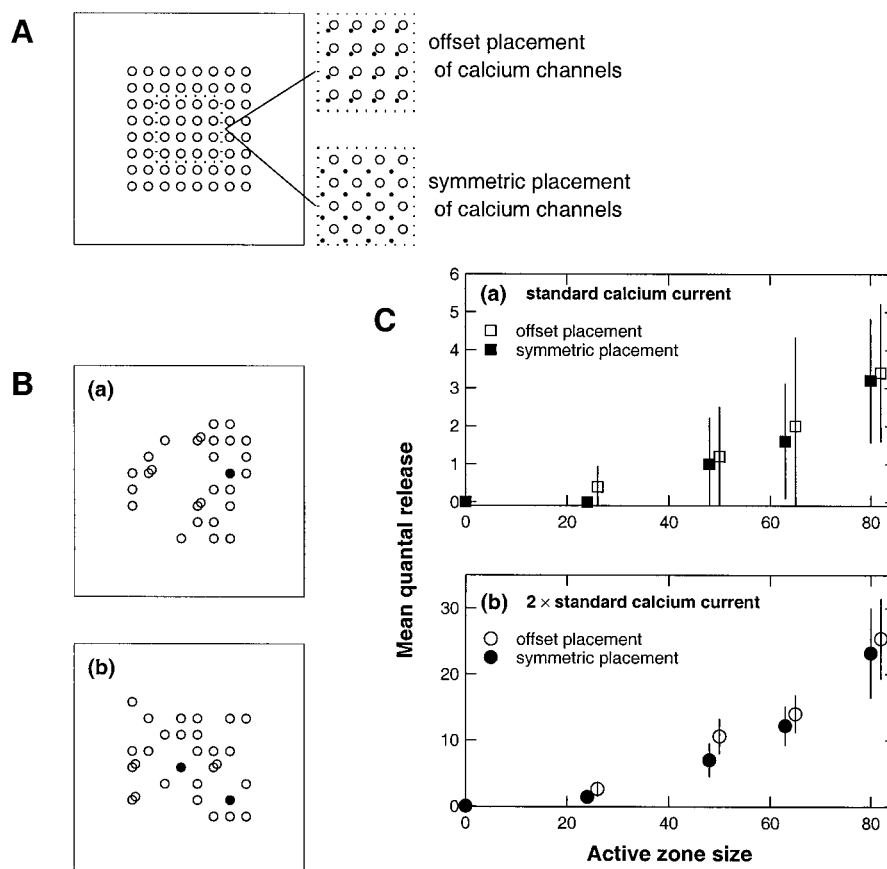 A
offset placement
of calcium channels
symmetric placement
of calcium channels
B
(a)
(b)
C
(a) standard calcium current
offset placement
symmetric placement
6
5
4
3
2
1
0
0 20 40 60 80
Mean quantal release
(b) 2 × standard calcium current
offset placement
symmetric placement
30
20
10
0
0 20 40 60 80
Active zone size